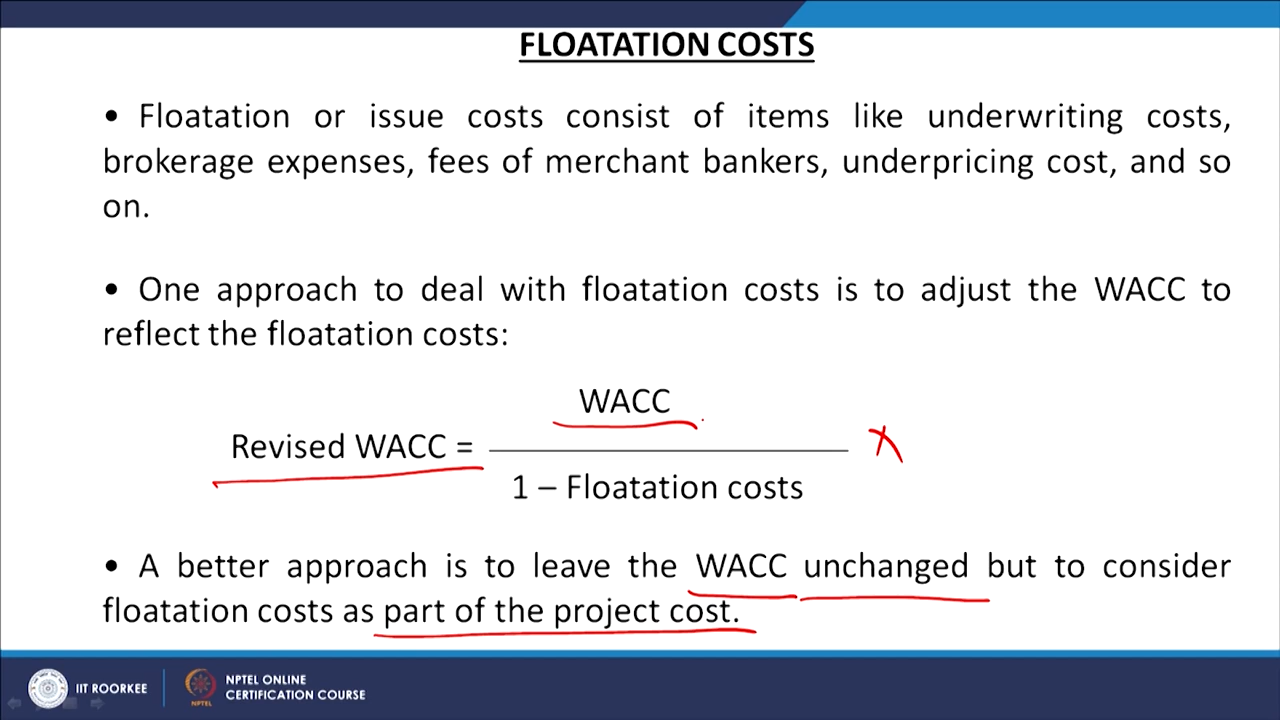 FLOATATION COSTS
• Floatation or issue costs consist of items like underwriting costs,
brokerage expenses, fees of merchant bankers, underpricing cost, and so
on.
• One approach to deal with floatation costs is to adjust the WACC to
reflect the floatation costs:
WACC
Revised WACC =
1 – Floatation costs
• A better approach is to leave the WACC unchanged but to consider
floatation costs as part of the project cost.
IIT ROORKEE
NPTEL
NPTEL ONLINE
CERTIFICATION COURSE